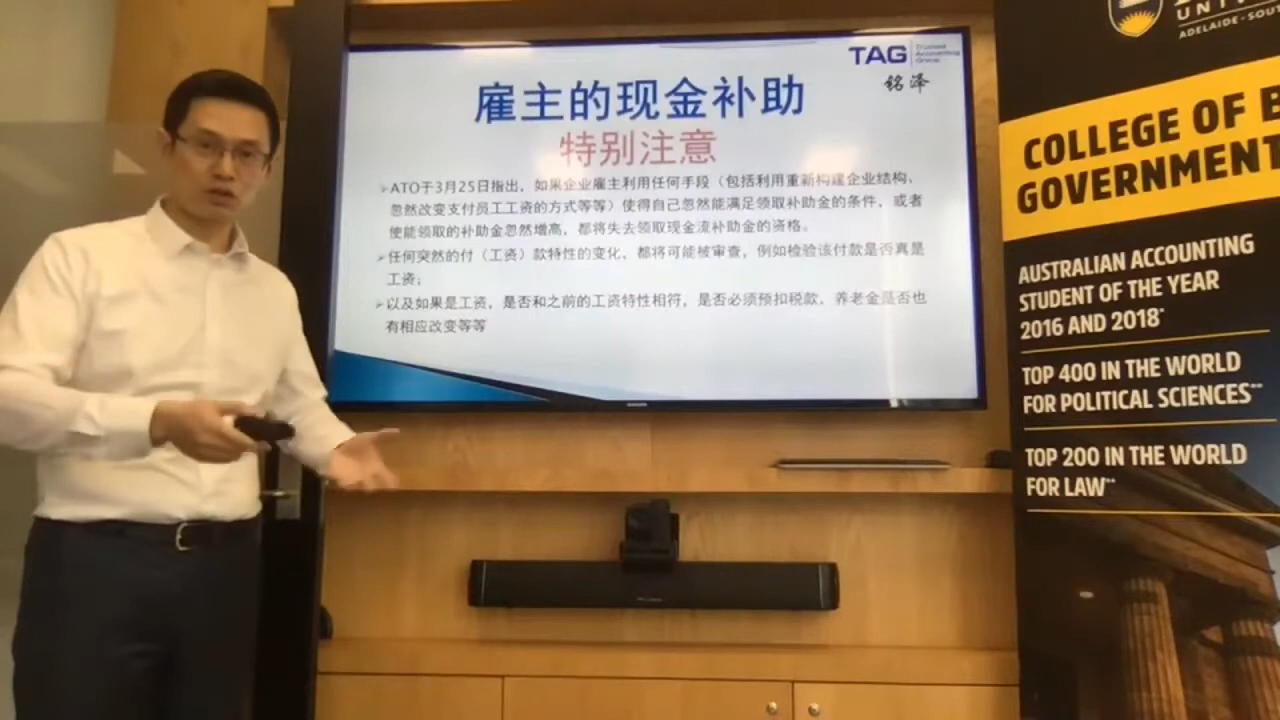 TAG
Trusted
Accounting
Group
铭泽
雇主的现金补助
特别注意
ATO于3月25日指出，如果企业雇主利用任何手段（包括利用重新构建企业结构、
忽然改变支付员工工资的方式等等）使得自己忽然能满足领取补助金的条件，或者
使能领取的补助金忽然增高，都将失去领取现金流补助金的资格。
任何突然的付（工资）款特性的变化，都将可能被审查，例如检验该付款是否真是
工资；
以及如果是工资，是否和之前的工资特性相符，是否必须预扣税款，养老金是否也
有相应改变等等
ADELAIDE · SOUT
COLLEGE OF B
GOVERNMENT
AUSTRALIAN ACCOUNTING
STUDENT OF THE YEAR
2016 AND 2018*
TOP 400 IN THE WORLD
FOR POLITICAL SCIENCES**
TOP 200 IN THE WORLD
FOR LAW**